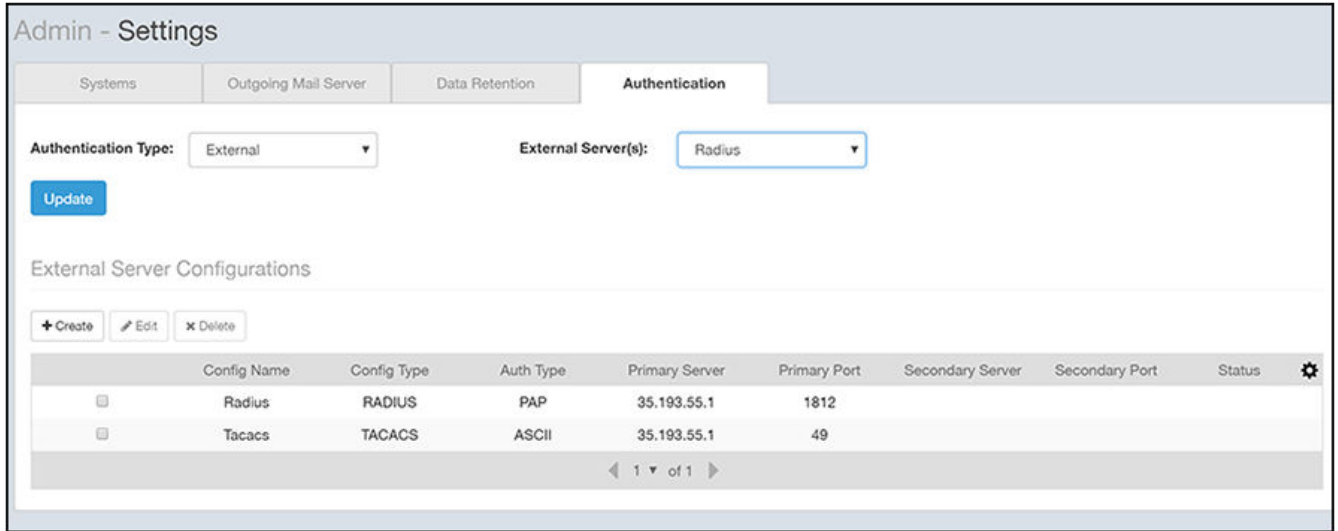 Admin - Settings
Systems Outgoing Mail Server Data Retention Authentication
Authentication Type: External External Server(s): Radius
Update
External Server Configurations
Create Edit Delete
Config Name Config Type Auth Type Primary Server Primary Port Secondary Server Secondary Port Status
Radius RADIUS PAP 35.193.55.1 1812
Tacacs TACACS ASCII 35.193.55.1 49
1 of 1